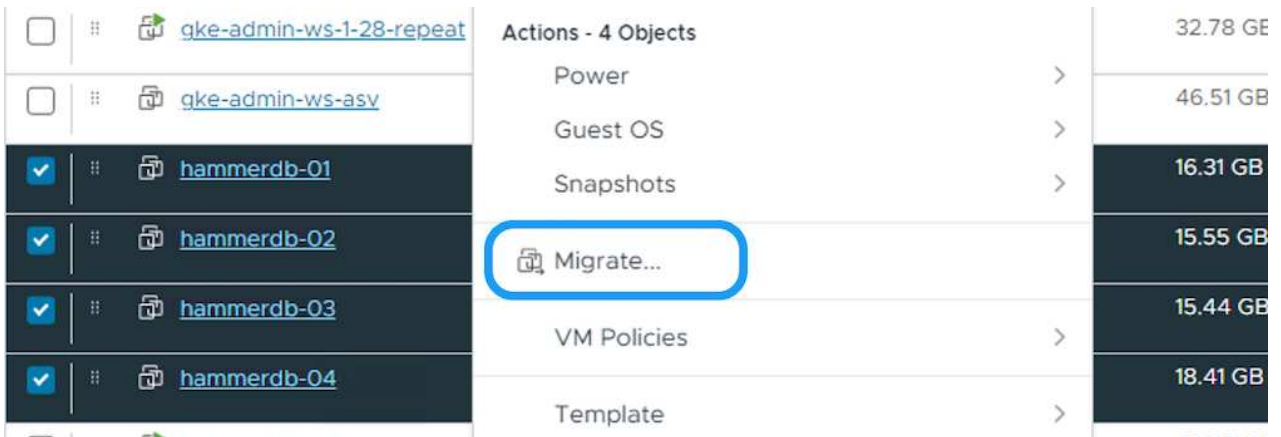 gke-admin-ws-1-28-repeat
32.78 GB
gke-admin-ws-asv
46.51 GB
hammerdb-01
16.31 GB
hammerdb-02
15.55 GB
hammerdb-03
15.44 GB
hammerdb-04
18.41 GB
Actions - 4 Objects
Power
Guest OS
Snapshots
Migrate...
VM Policies
Template